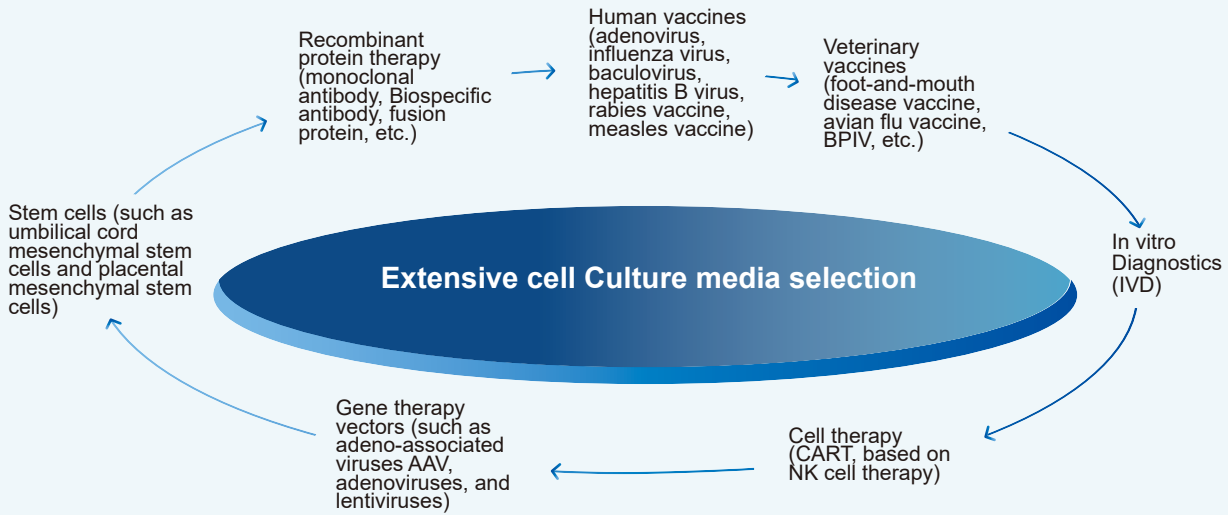 Recombinant
protein therapy
(monoclonal
antibody, Biospecific
antibody, fusion
protein, etc.)
Human vaccines
(adenovirus,
influenza virus,
baculovirus,
hepatitis B virus,
rabies vaccine,
measles vaccine)
Veterinary
vaccines
(foot-and-mouth
disease vaccine,
avian flu vaccine,
BPIV, etc.)
In vitro
Diagnostics
(IVD)
Cell therapy
(CART, based on
NK cell therapy)
Gene therapy
vectors (such as
adeno-associated
viruses AAV,
adenoviruses, and
lentiviruses)
Stem cells (such as
umbilical cord
mesenchymal stem
cells and placental
mesenchymal stem
cells)
Extensive cell Culture media selection